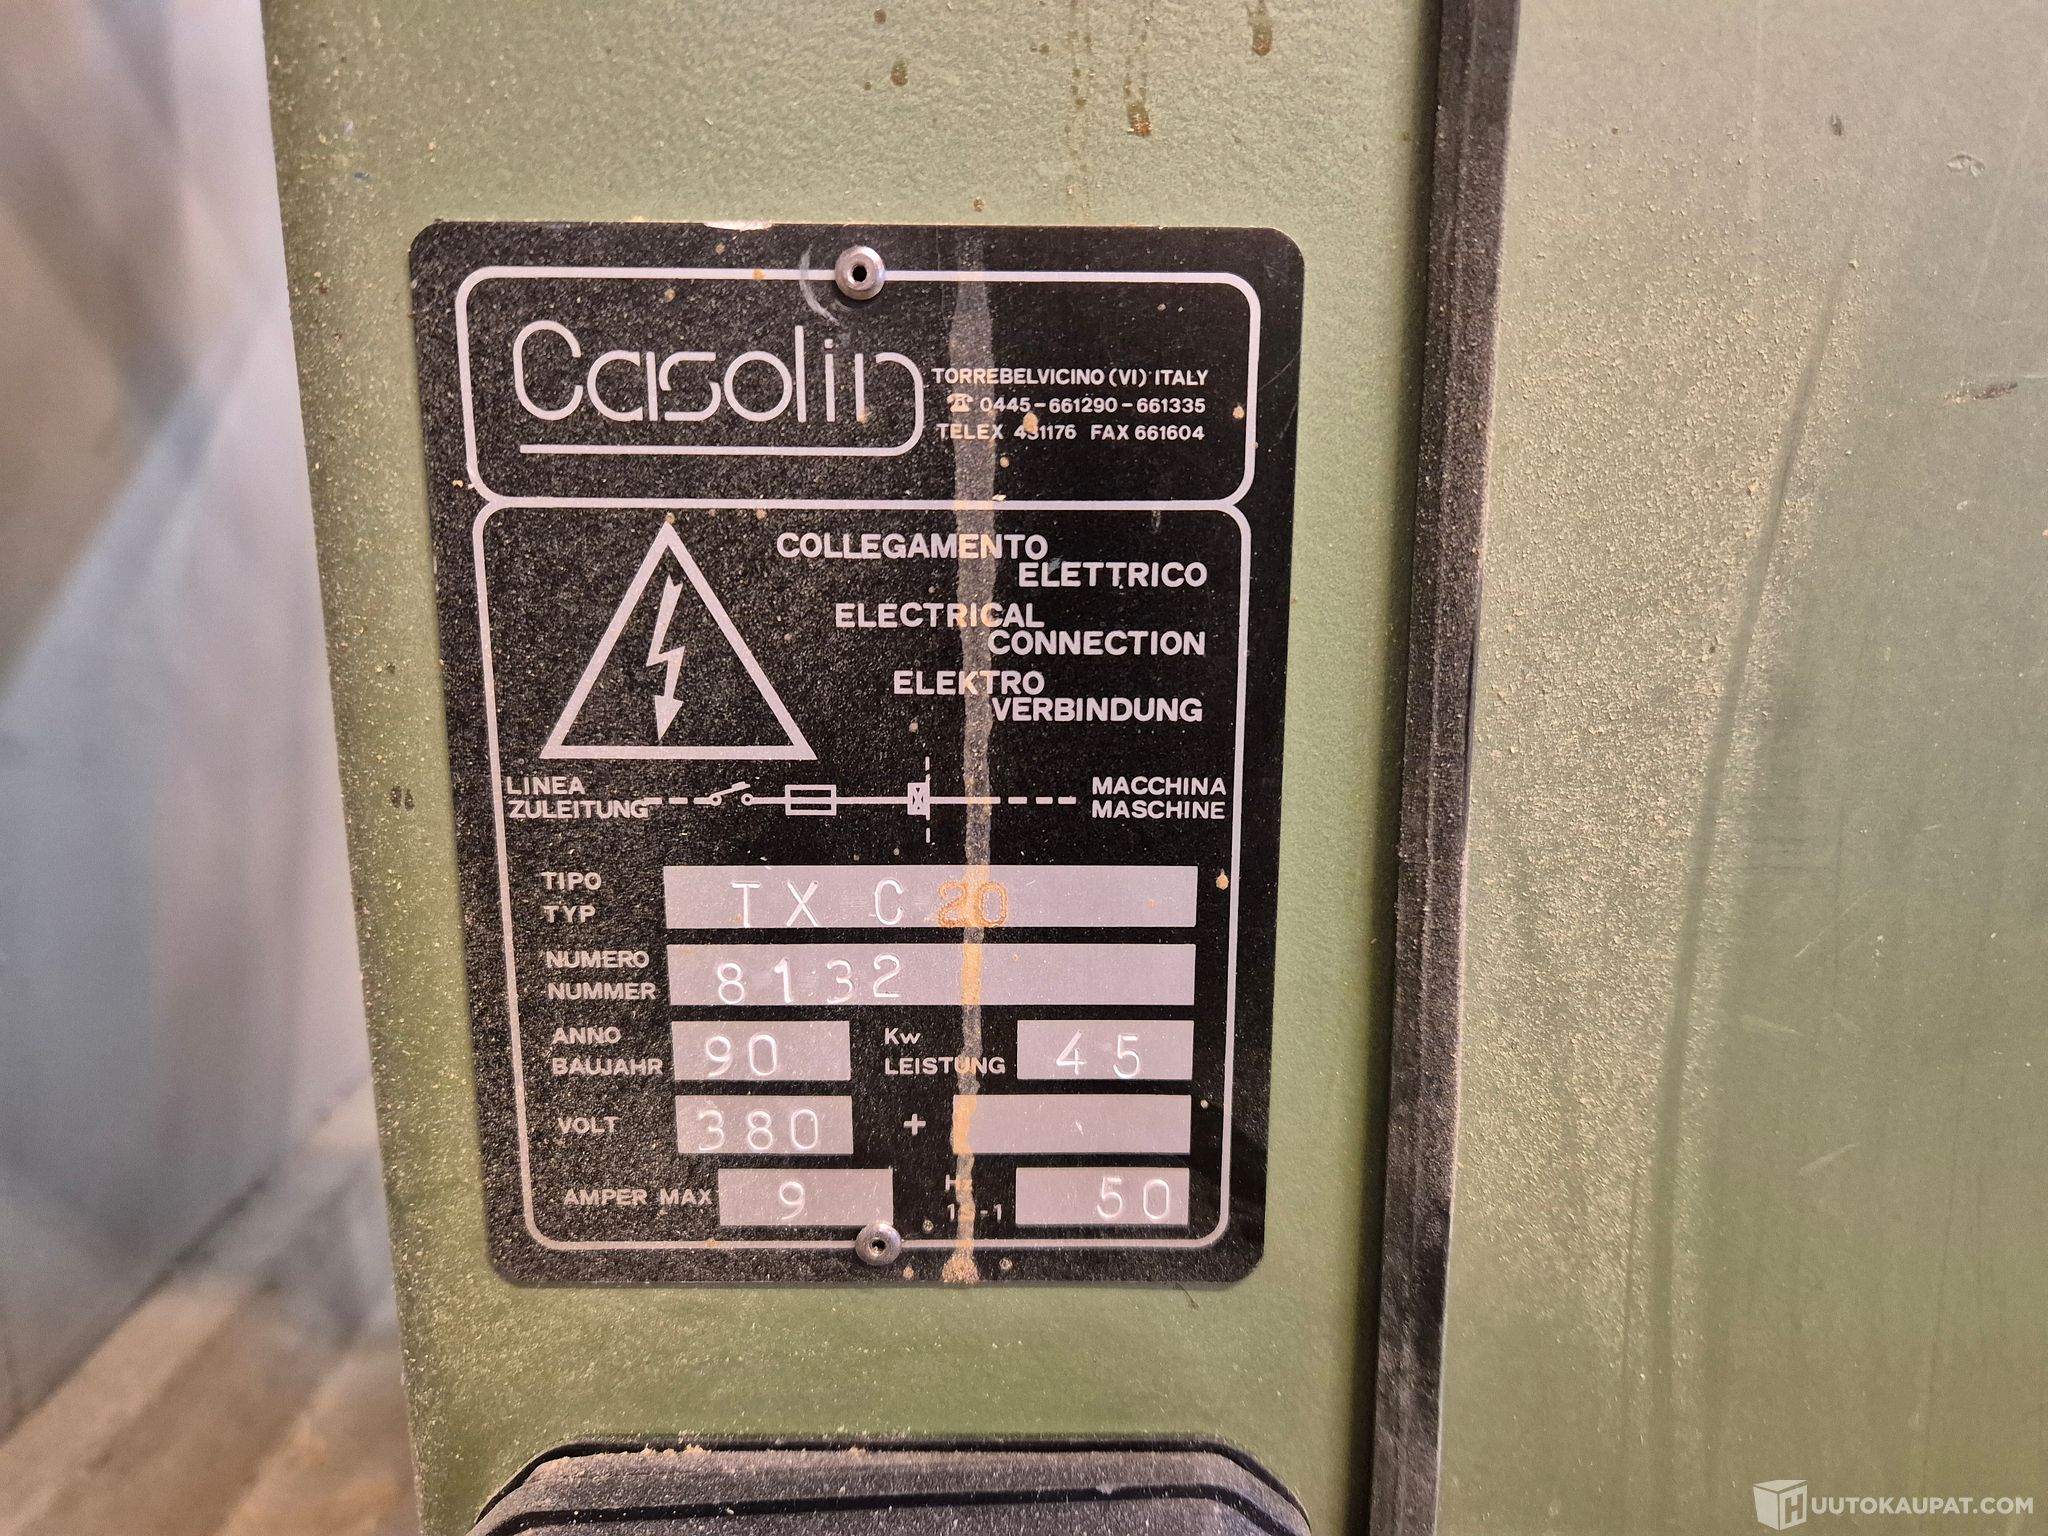 Casolin
TORREBELVICINO (VI) ITALY
☎ 0445-661290-661335
TELEX 431176 FAX 661604
COLLEGAMENTO
ELETTRICO
ELECTRICAL
CONNECTION
ELEKTRO
VERBINDUNG
LINEA
ZULEITUNG
MACCHINA
MASCHINE
TIPO
TYP
TX C 20
NUMERO
NUMMER
8132
ANNO
BAUJAHR
90
Kw
LEISTUNG
45
VOLT
380
+
AMPER MAX
9
Hz
50
HUUTOKAUPAT.COM